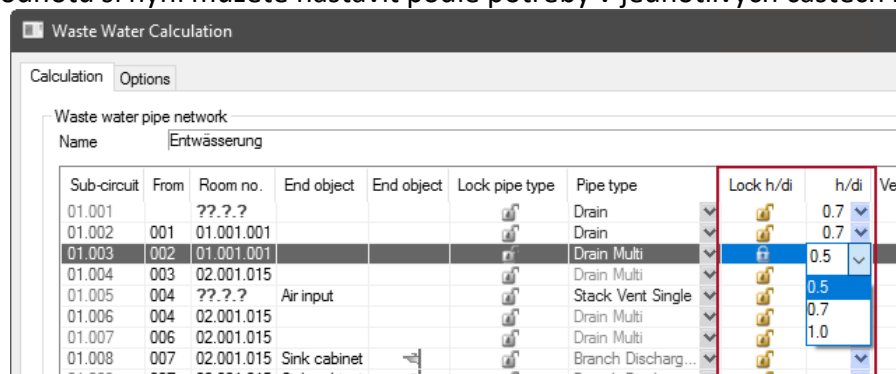 si nyní můžete nastavit podle potřeby v jednotlivých částech
Waste Water Calculation
Calculation Options
Waste water pipe network
Name Entwässerung
Sub-circuit From Room no. End object End object Lock pipe type Pipe type Lock h/di h/di Ve
01.001 ??.?.? Drain 0.7
01.002 001 01.001.001 Drain 0.7
01.003 002 01.001.001 Drain Multi 0.5
01.004 003 02.001.015 Drain Multi 0.5
01.005 004 ??.?.? Air input Stack Vent Single 0.7
01.006 004 02.001.015 Drain Multi 1.0
01.007 006 02.001.015 Drain Multi
01.008 007 02.001.015 Sink cabinet Branch Discharg...